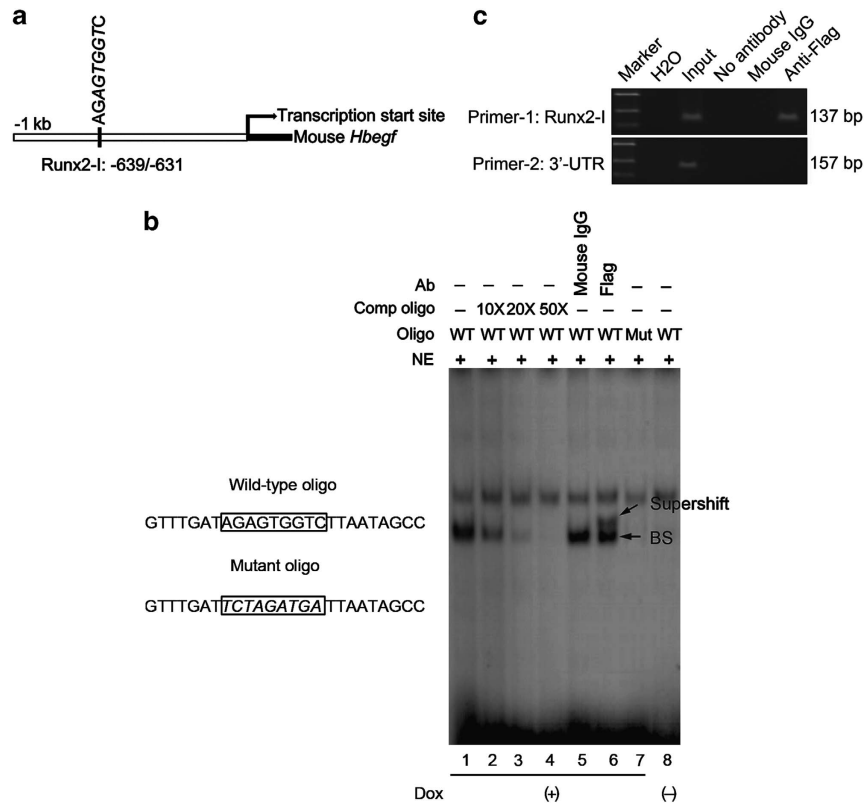 a
AGAGTGGTC
-1 kb
Transcription start site
Mouse Hbegf
Runx2-I: -639/-631
c
Marker
H2O
Input
No antibody
Mouse IgG
Anti-Flag
Primer-1: Runx2-I
137 bp
Primer-2: 3'-UTR
157 bp
b
Ab – – – – Mouse IgG Flag – –
Comp oligo – 10X 20X 50X – – – –
Oligo WT WT WT WT WT WT Mut WT
NE + + + + + + + +
Wild-type oligo
GTTTGATAGAGTGGTCTTAATAGCC
Mutant oligo
GTTTGATTCTAGATGATTAATAGCC
Supershift
BS
1 2 3 4 5 6 7 8
Dox (+) (–)